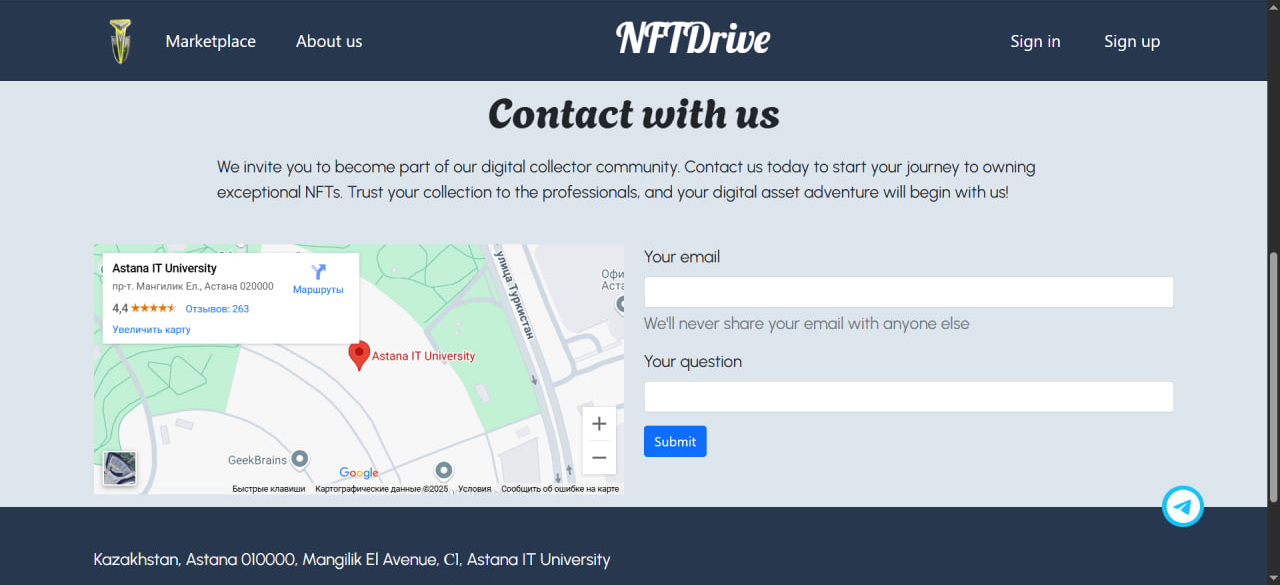 Marketplace
About us
NFTDrive
Sign in
Sign up
Contact with us
We invite you to become part of our digital collector community. Contact us today to start your journey to owning
exceptional NFTs. Trust your collection to the professionals, and your digital asset adventure will begin with us!
Astana IT University
пр-т. Мангилик Ел., Астана 020000
Маршруты
4,4
Отзывов: 263
Увеличить карту
улица Туркистан
Офи
Аста
Astana IT University
GeekBrains
Google
Быстрые клавиши
Картографические данные ©2025
Условия
Сообщить об ошибке на карте
Your email
We'll never share your email with anyone else
Your question
Submit
Kazakhstan, Astana 010000, Mangilik El Avenue, С1, Astana IT University